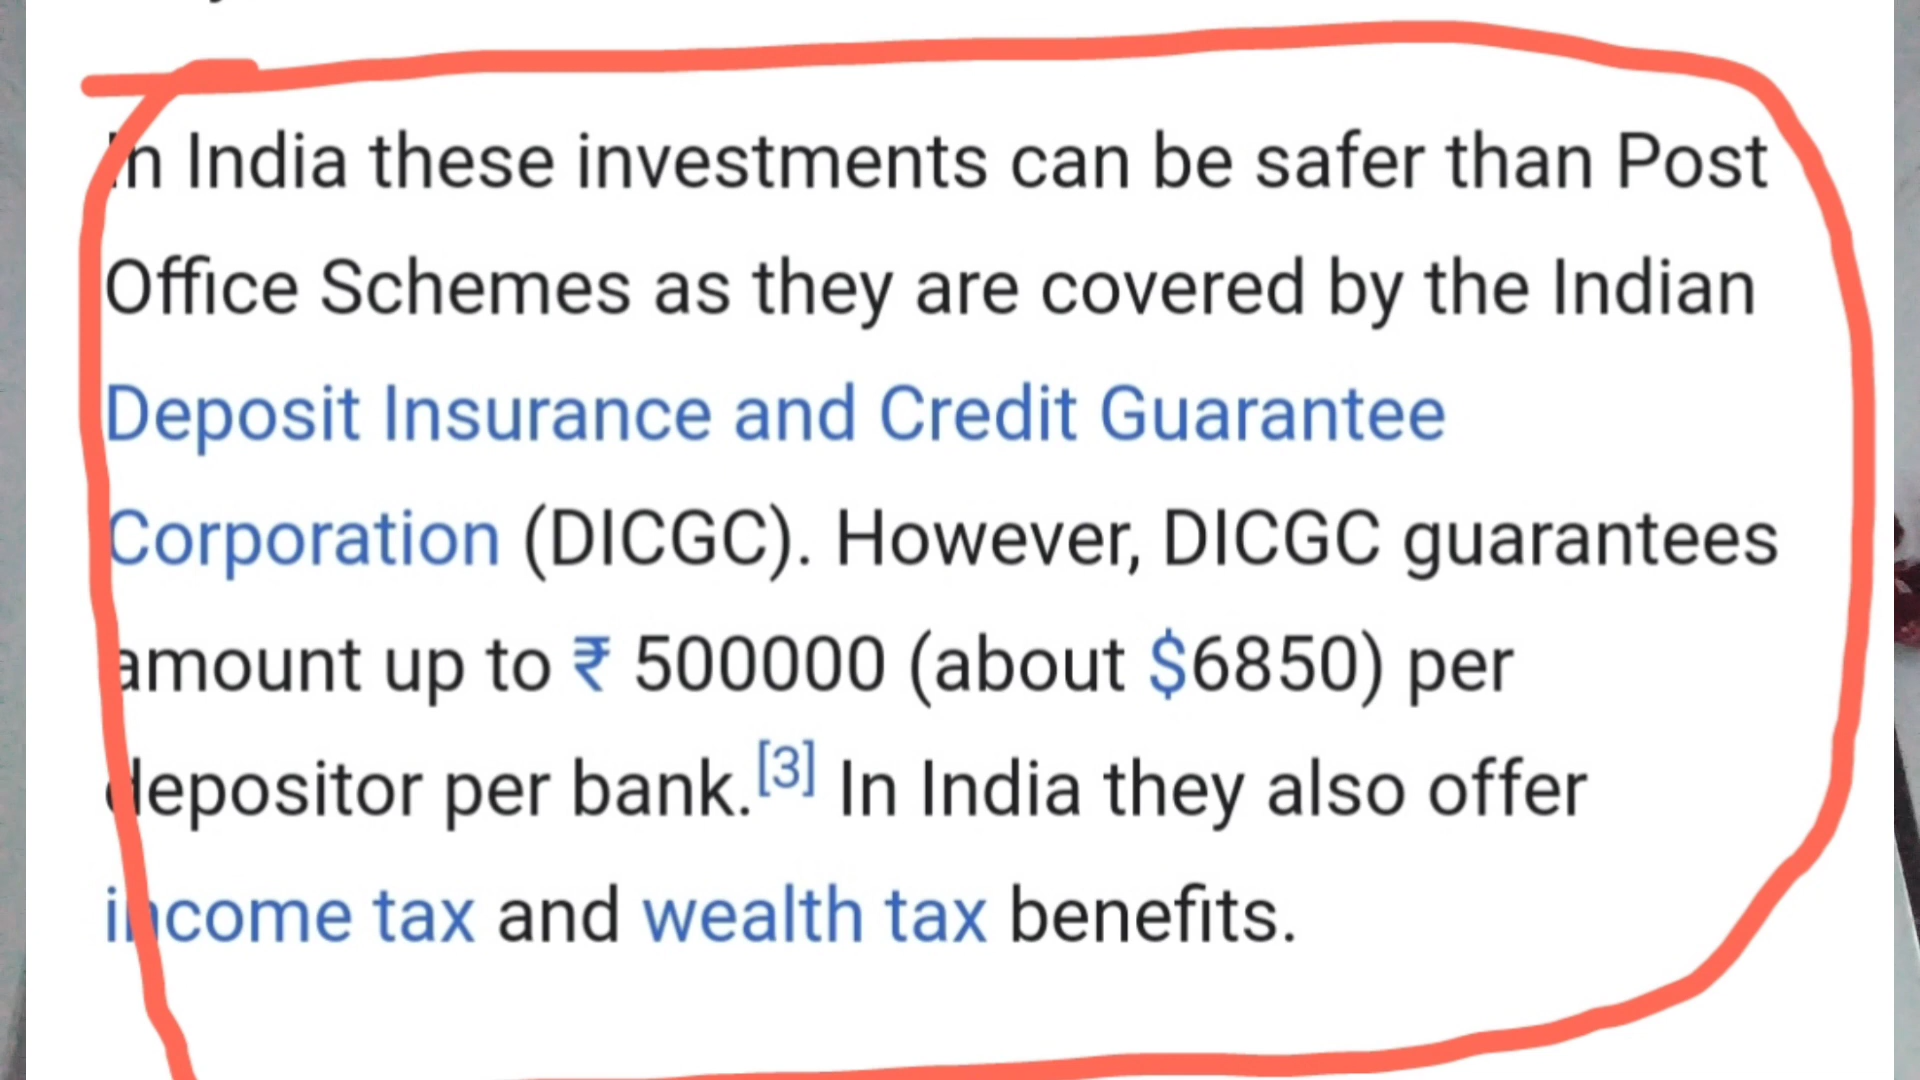 In India these investments can be safer than Post
Office Schemes as they are covered by the Indian
Deposit Insurance and Credit Guarantee
Corporation (DICGC). However, DICGC guarantees
amount up to ₹ 500000 (about $6850) per
depositor per bank.[3] In India they also offer
income tax and wealth tax benefits.